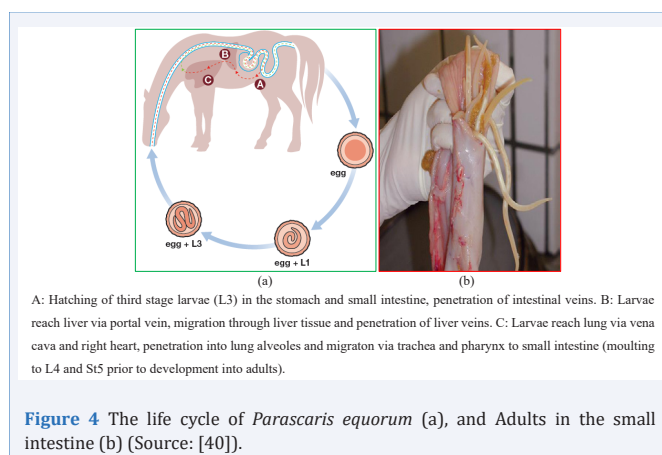 B
C
A
egg
egg + L3
egg + L1
(a)
(b)
A: Hatching of third stage larvae (L3) in the stomach and small intestine, penetration of intestinal veins. B: Larvae
reach liver via portal vein, migration through liver tissue and penetration of liver veins. C: Larvae reach lung via vena
cava and right heart, penetration into lung alveoles and migraton via trachea and pharynx to small intestine (moulting
to L4 and St5 prior to development into adults).
Figure 4 The life cycle of Parascaris equorum (a), and Adults in the small
intestine (b) (Source: [40]).